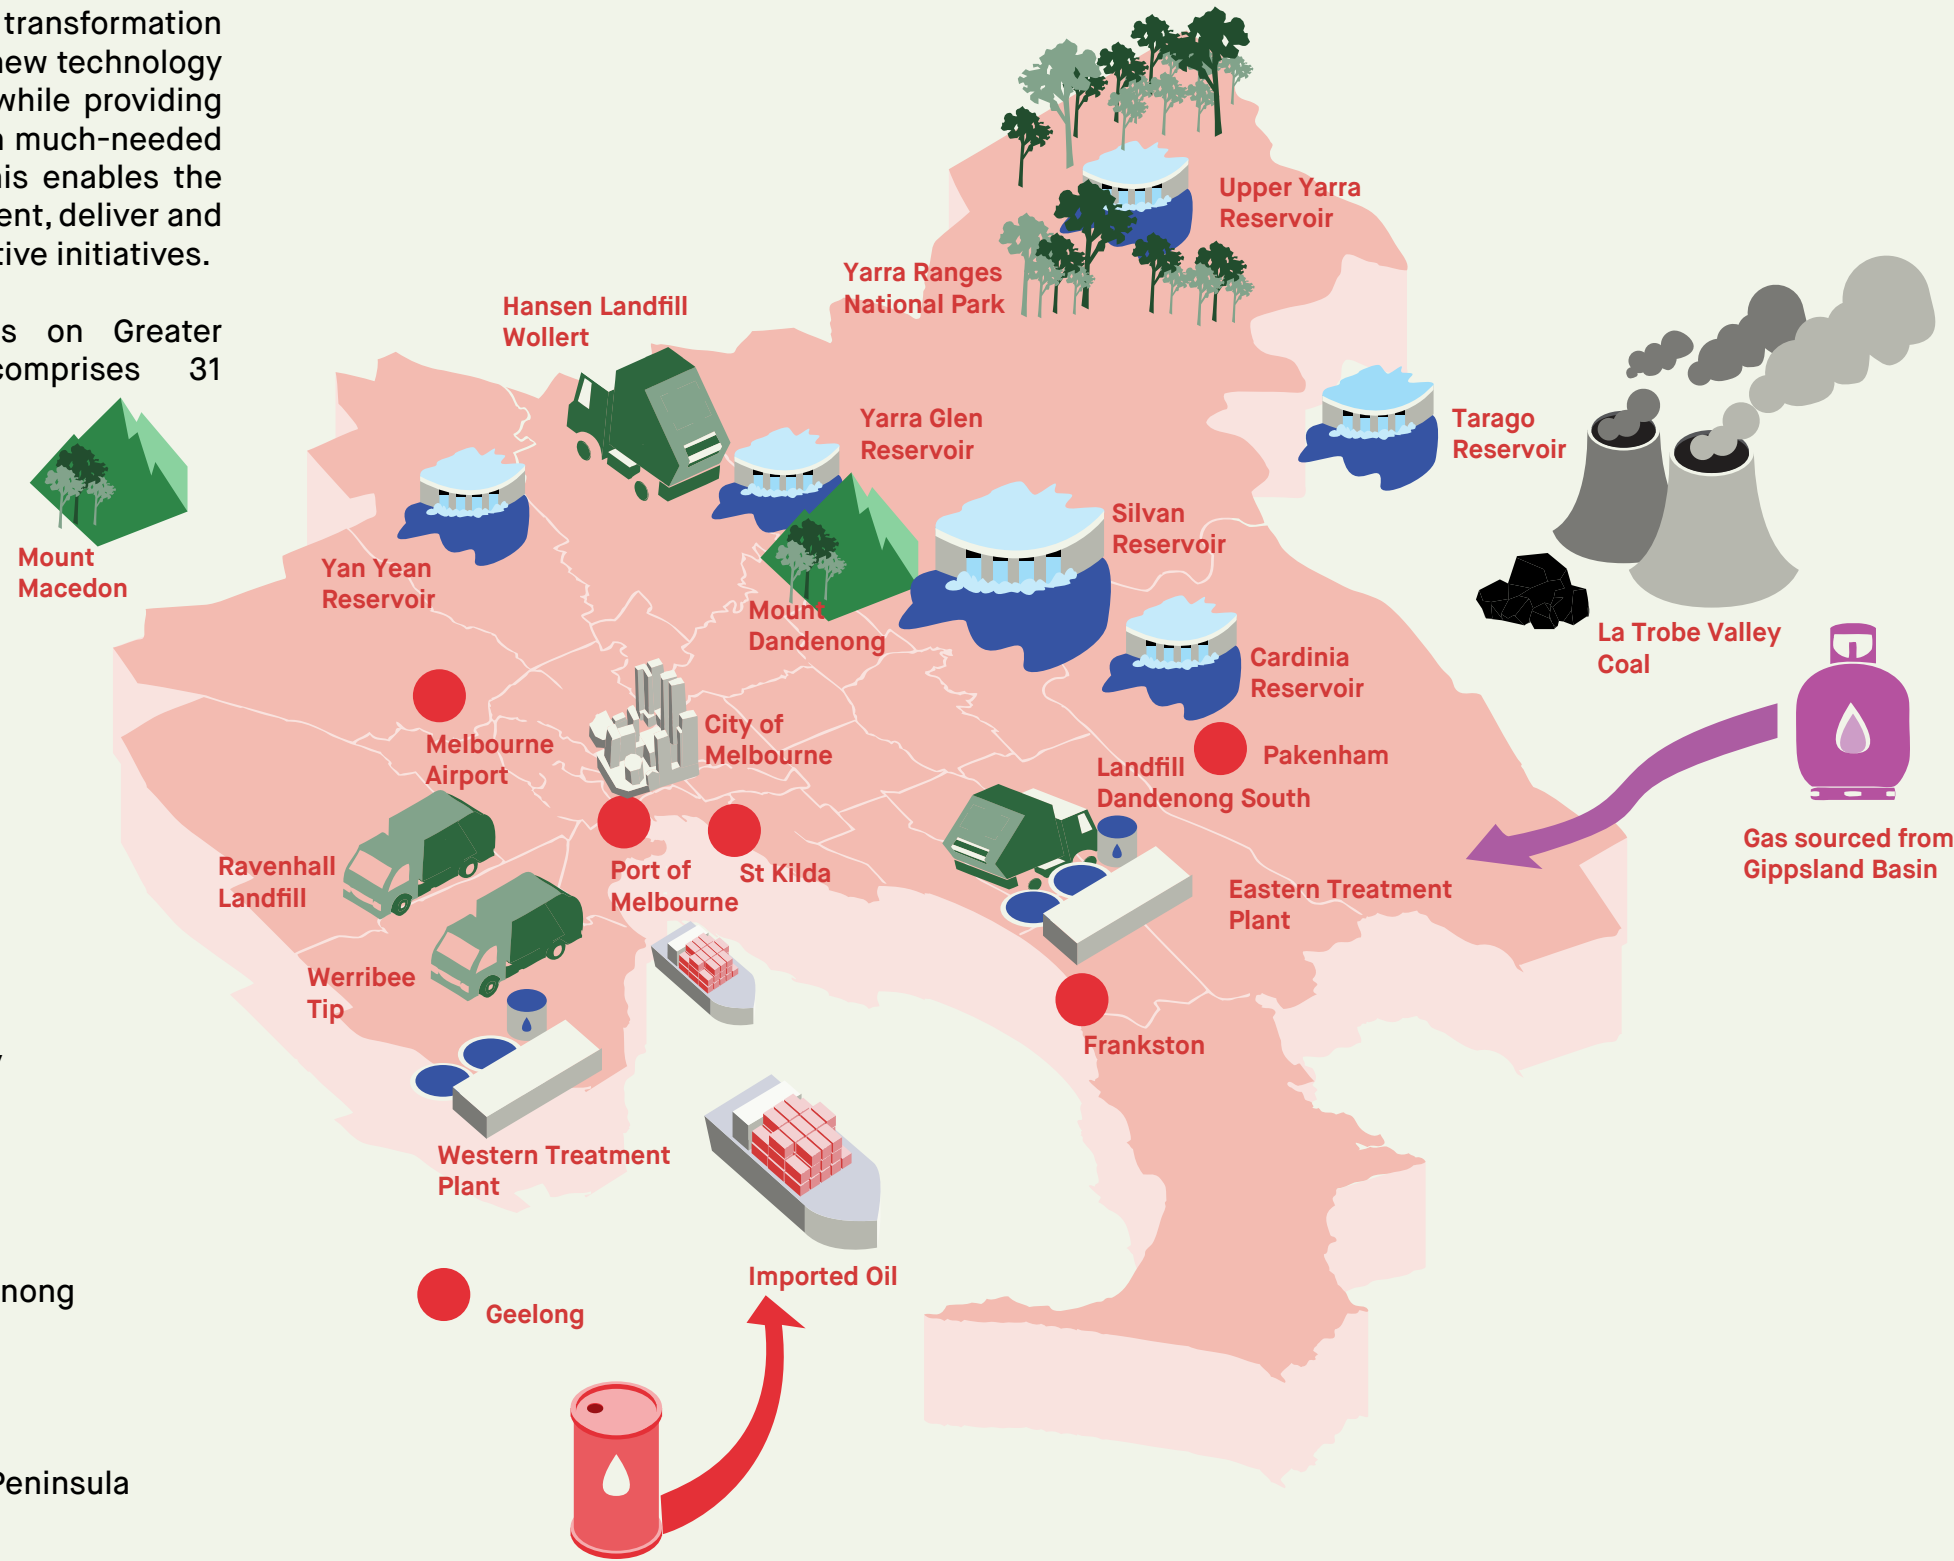 transformation
new technology
while providing
much-needed
enables the
deliver and
initiatives.
on Greater
comprises 31
nong
Peninsula
Upper Yarra
Reservoir
Yarra Ranges
National Park
Hansen Landfill
Wollert
Yarra Glen
Reservoir
Tarago
Reservoir
Silvan
Reservoir
Mount
Macedon
Yan Yean
Reservoir
Mount
Dandenong
La Trobe Valley
Coal
Cardinia
Reservoir
City of
Melbourne
Melbourne
Airport
Pakenham
Landfill
Dandenong South
Gas sourced from
Gippsland Basin
Ravenhall
Landfill
Port of
Melbourne
St Kilda
Eastern Treatment
Plant
Werribee
Tip
Frankston
Western Treatment
Plant
Imported Oil
Geelong